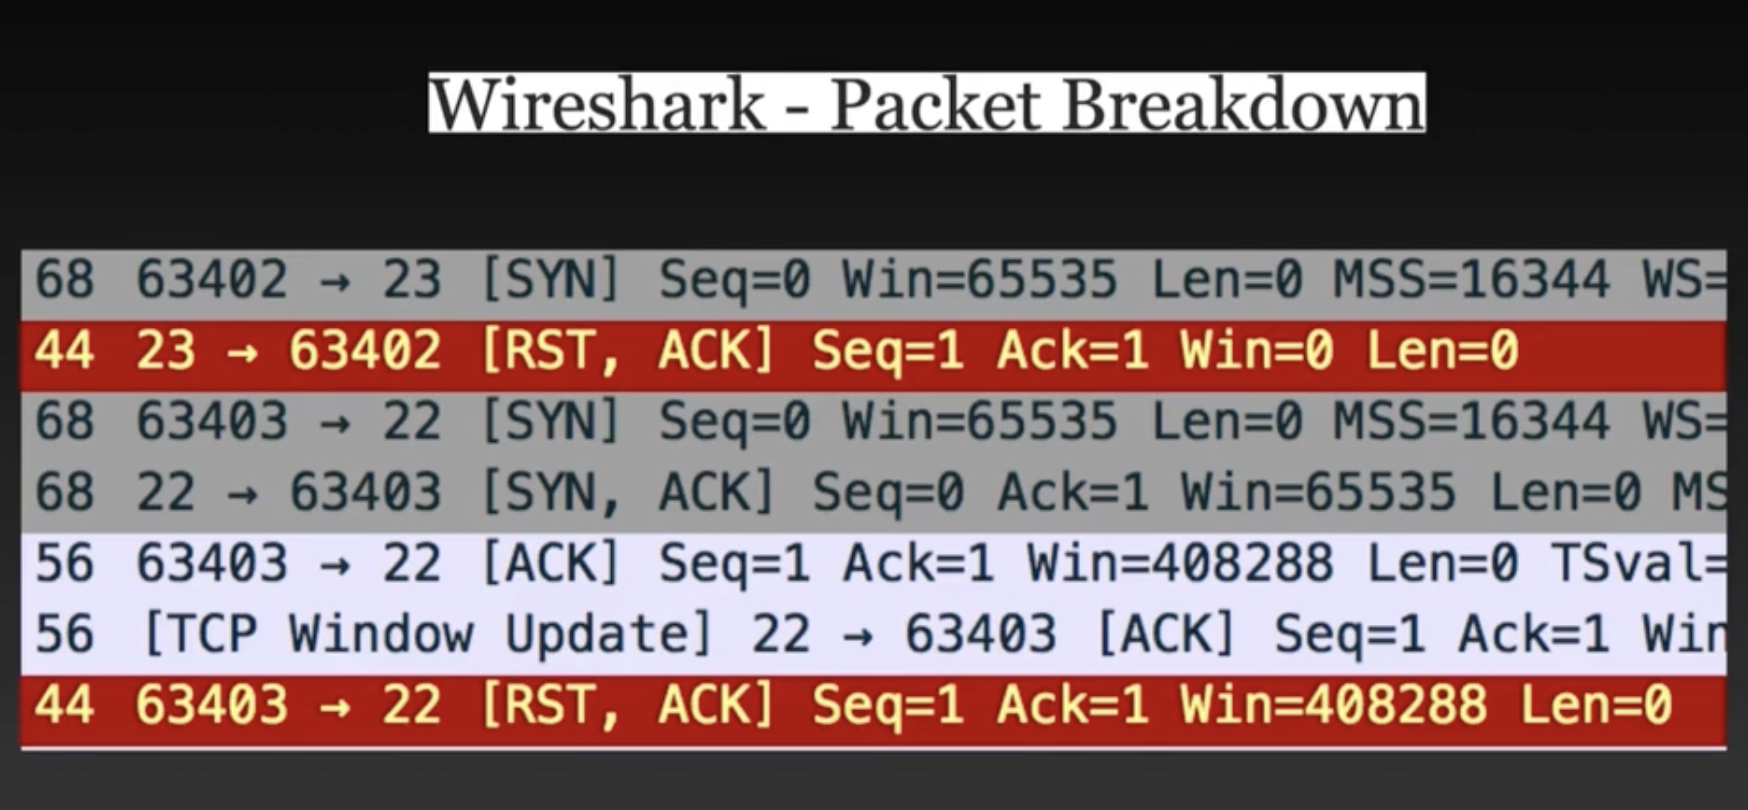 Wireshark - Packet Breakdown
68 63402 → 23 [SYN] Seq=0 Win=65535 Len=0 MSS=16344 WS=
44 23 → 63402 [RST, ACK] Seq=1 Ack=1 Win=0 Len=0
68 63403 → 22 [SYN] Seq=0 Win=65535 Len=0 MSS=16344 WS=
68 22 → 63403 [SYN, ACK] Seq=0 Ack=1 Win=65535 Len=0 MS
56 63403 → 22 [ACK] Seq=1 Ack=1 Win=408288 Len=0 TSval=
56 [TCP Window Update] 22 → 63403 [ACK] Seq=1 Ack=1 Win
44 63403 → 22 [RST, ACK] Seq=1 Ack=1 Win=408288 Len=0